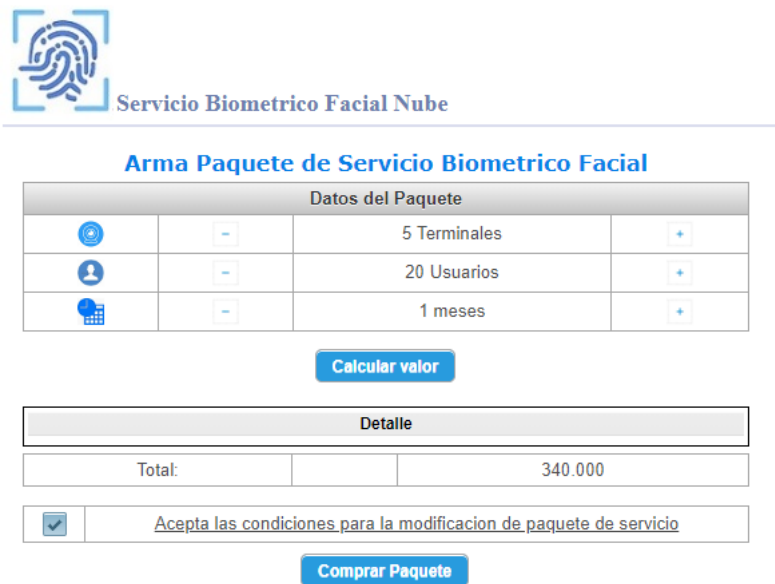 Servicio Biometrico Facial Nube
Arma Paquete de Servicio Biometrico Facial
Datos del Paquete
- 5 Terminales +
- 20 Usuarios +
- 1 meses +
Calcular valor
Detalle
Total: 340.000
Acepta las condiciones para la modificacion de paquete de servicio
Comprar Paquete